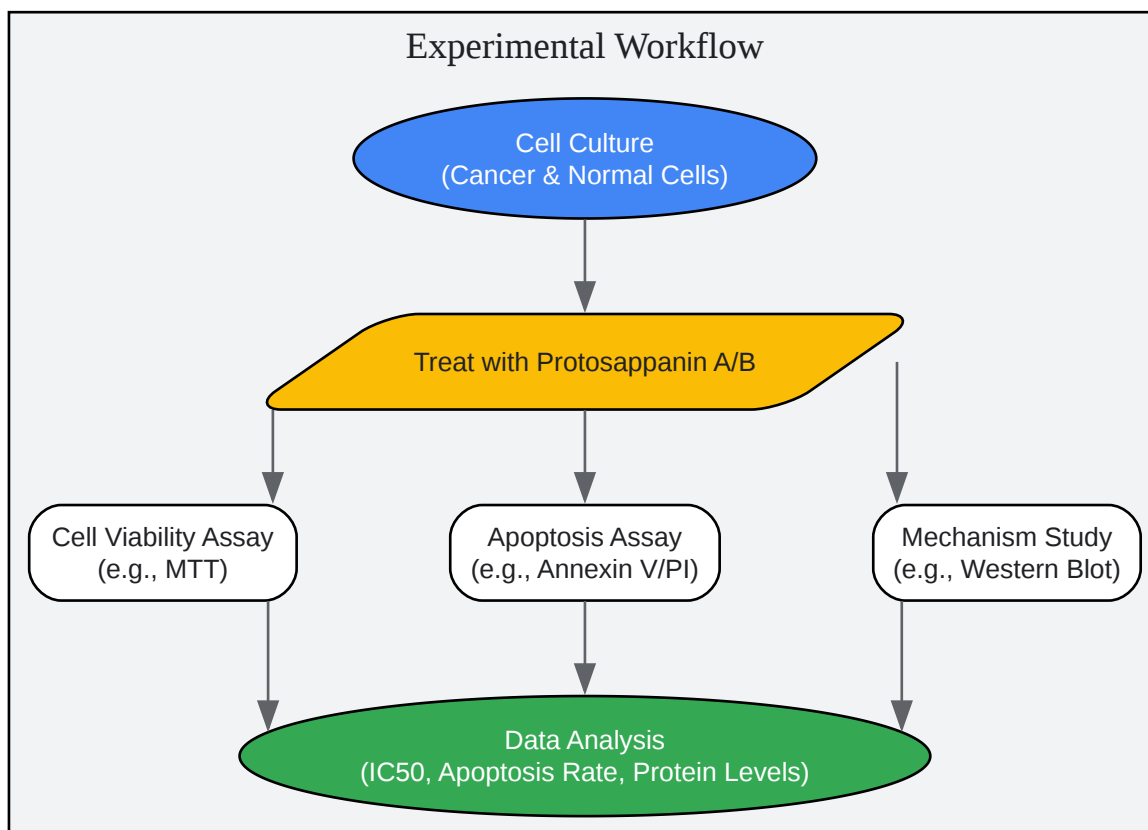 Experimental Workflow
Cell Culture
(Cancer & Normal Cells)
Treat with Protosappanin A/B
Cell Viability Assay
(e.g., MTT)
Apoptosis Assay
(e.g., Annexin V/PI)
Mechanism Study
(e.g., Western Blot)
Data Analysis
(IC50, Apoptosis Rate, Protein Levels)